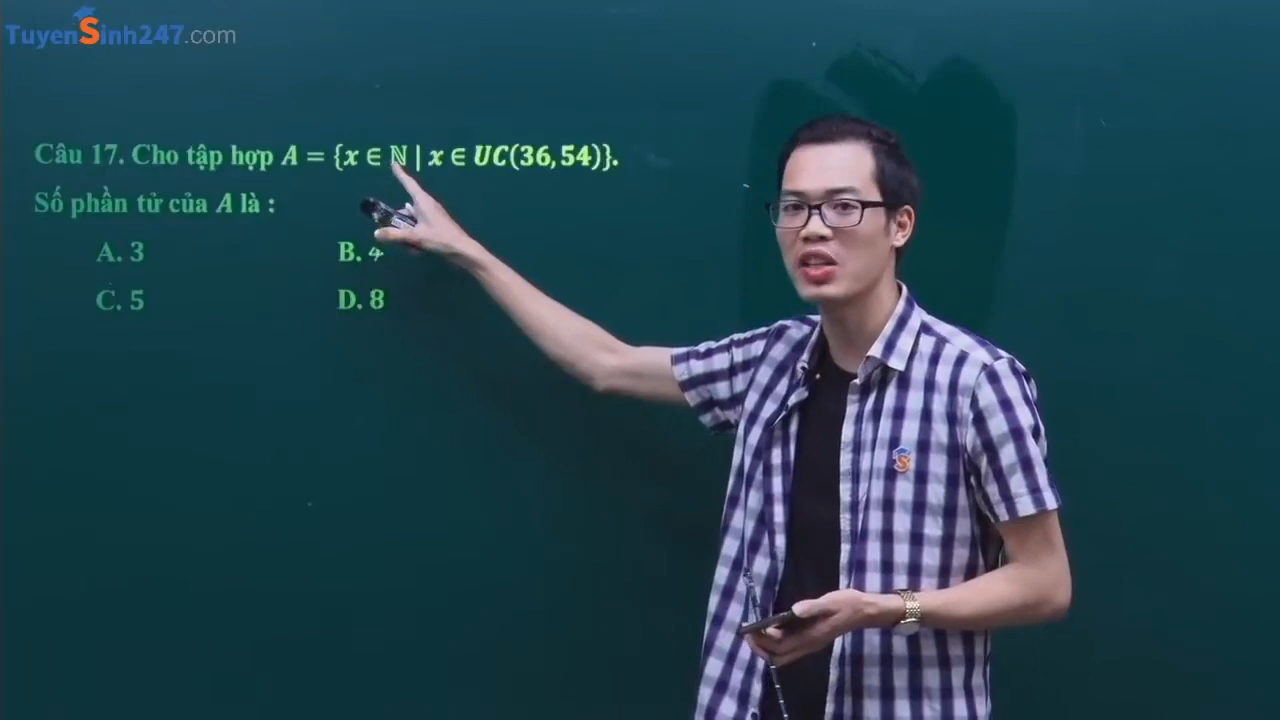 TuyenSinh247.com
Câu 17. Cho tập hợp A = {x ∈ ℕ | x ∈ UC(36, 54)}.
Số phần tử của A là :
A. 3 B. 4
C. 5 D. 8